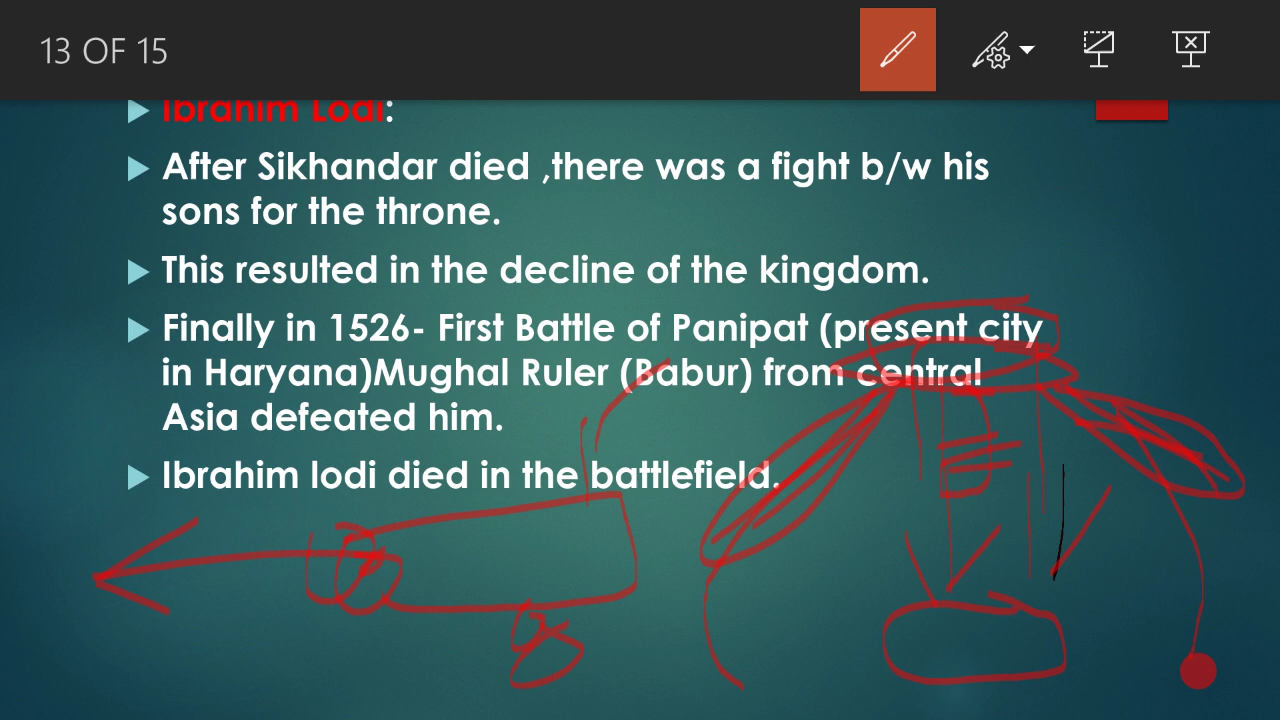 13 OF 15
Ibrahim Lodi:
After Sikhandar died ,there was a fight b/w his
sons for the throne.
This resulted in the decline of the kingdom.
Finally in 1526- First Battle of Panipat (present city
in Haryana)Mughal Ruler (Babur) from central
Asia defeated him.
Ibrahim lodi died in the battlefield.